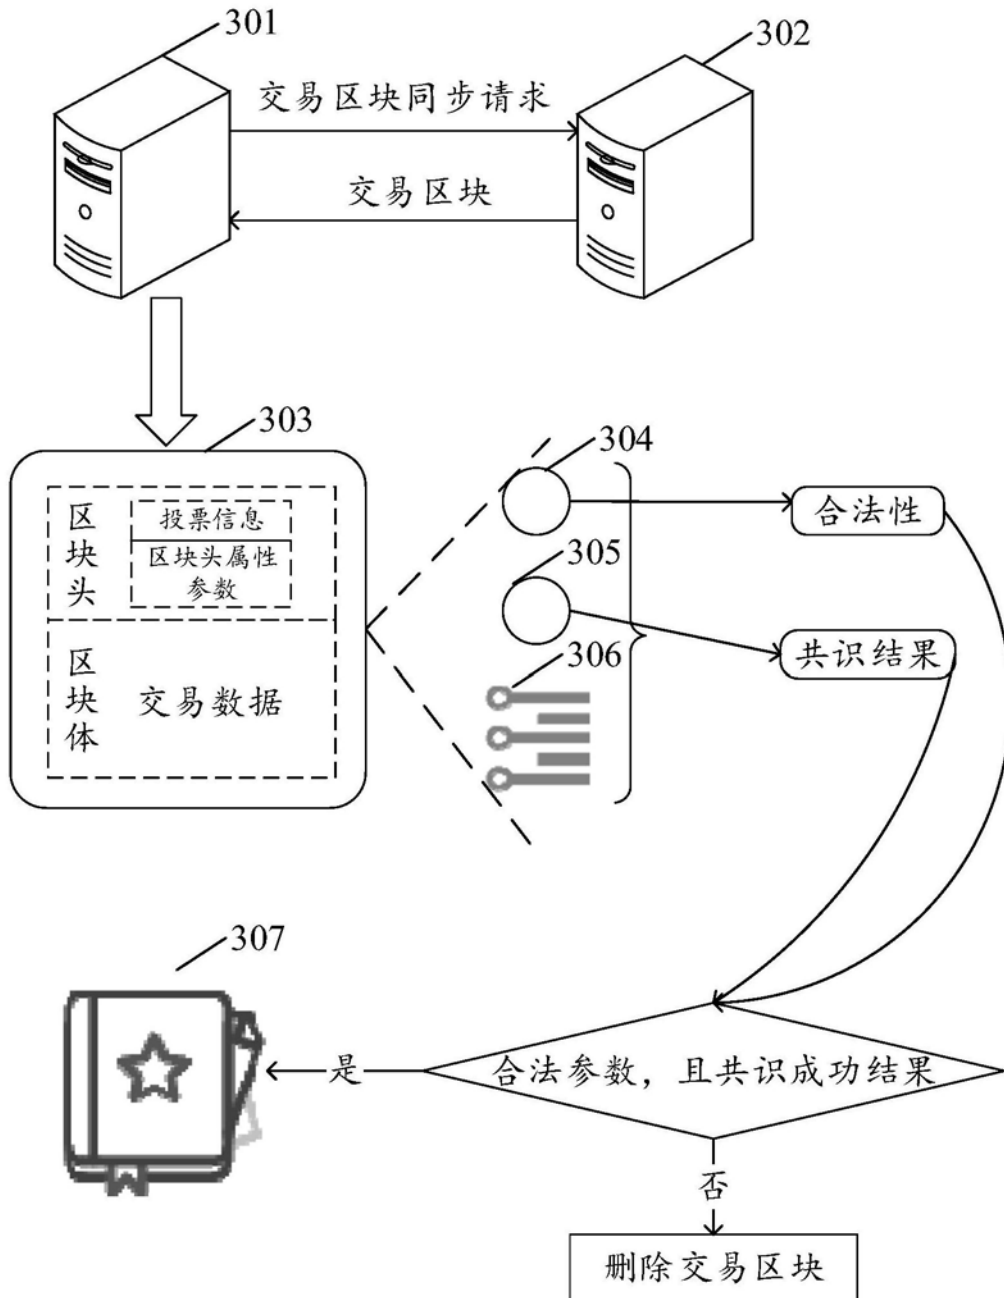 301
302
交易区块同步请求
交易区块
303
304
区块头
投票信息
区块头属性
参数
合法性
305
共识结果
306
区块体
交易数据
307
合法参数，且共识成功结果
是
否
删除交易区块